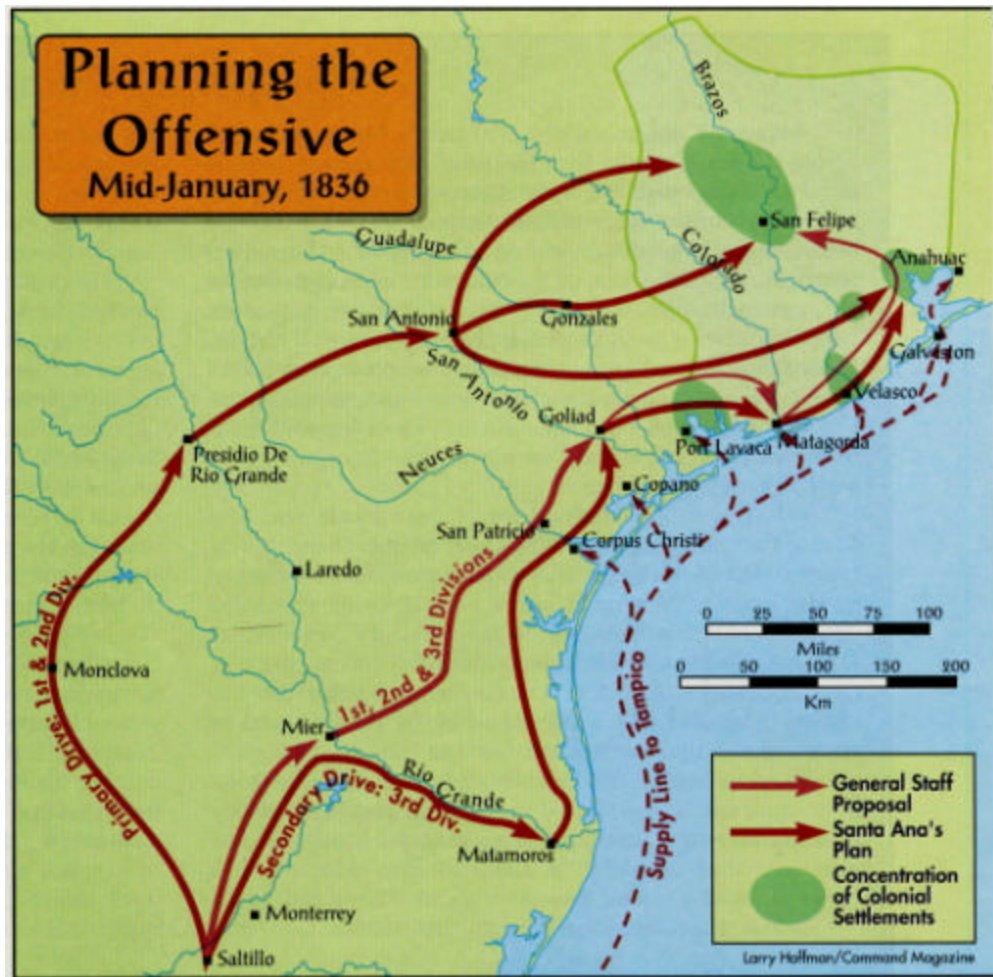 Planning the
Offensive
Mid-January, 1836
Brazos
Guadalupe
Colorado
San Felipe
Anahuac
San Antonio
Gonzales
Galveston
San Antonio
Velasco
Goliad
Port Lavaca
Matagorda
Presidio De
Rio Grande
Neuces
Copano
San Patricio
Corpus Christi
Laredo
0 25 50 75 100
Miles
0 50 100 150 200
Km
Monclova
Primary Drive: 1st & 2nd Div.
1st, 2nd & 3rd Divisions
Mier
Rio Grande
Secondary Drive: 3rd Div.
Matamoros
Supply Line to Tampico
Monterrey
Saltillo
General Staff
Proposal
Santa Ana's
Plan
Concentration
of Colonial
Settlements
Larry Hoffman/Command Magazine